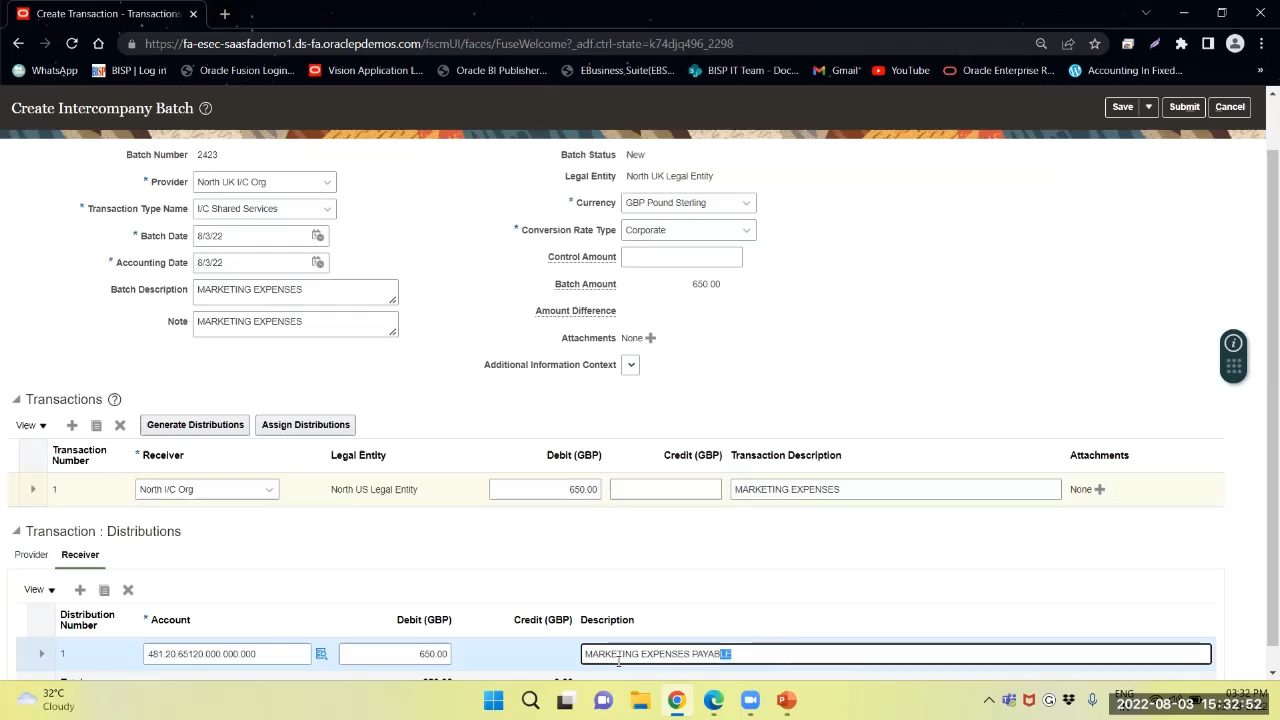 Create Transaction - Transactions
https://fa-esec-saasfademo1.ds-fa.oraclepdemos.com/fscmUI/faces/FuseWelcome?_adf.ctrl-state=k74djq496_2298
WhatsApp BISP | Log in Oracle Fusion Login... Vision Application L... Oracle BI Publisher... EBusiness Suite(EBS... BISP IT Team - Doc... Gmail YouTube Oracle Enterprise R... Accounting In Fixed... »
Create Intercompany Batch Save Submit Cancel
Batch Number 2423 Batch Status New
* Provider North UK I/C Org Legal Entity North UK Legal Entity
* Transaction Type Name I/C Shared Services * Currency GBP Pound Sterling
* Batch Date 8/3/22 * Conversion Rate Type Corporate
* Accounting Date 8/3/22 Control Amount
Batch Description MARKETING EXPENSES Batch Amount 650.00
Note MARKETING EXPENSES Amount Difference
Attachments None
Additional Information Context
Transactions
View Generate Distributions Assign Distributions
Transaction Number * Receiver Legal Entity Debit (GBP) Credit (GBP) Transaction Description Attachments
1 North I/C Org North US Legal Entity 650.00 MARKETING EXPENSES None
Transaction : Distributions
Provider Receiver
View
Distribution Number * Account Debit (GBP) Credit (GBP) Description
1 481.20.65120.000.000.000 650.00 MARKETING EXPENSES PAYABLE
32°C
Cloudy
ENG 03:32 PM
2022-08-03 15:32:52